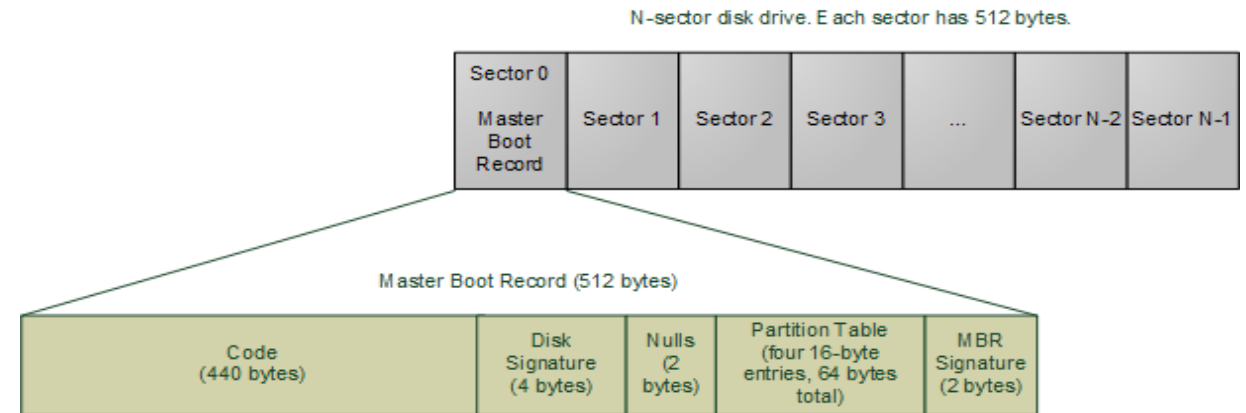 N-sector disk drive. Each sector has 512 bytes.
Sector 0
Master
Boot
Record
Sector 1
Sector 2
Sector 3
...
Sector N-2
Sector N-1
Master Boot Record (512 bytes)
Code
(440 bytes)
Disk
Signature
(4 bytes)
Nulls
(2
bytes)
Partition Table
(four 16-byte
entries, 64 bytes
total)
MBR
Signature
(2 bytes)